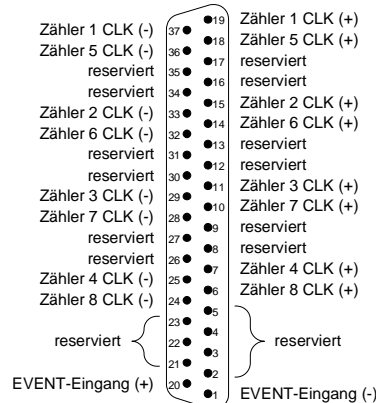 19 Zähler 1 CLK (+)
Zähler 1 CLK (-) 37
18 Zähler 5 CLK (+)
Zähler 5 CLK (-) 36
17 reserviert
reserviert 35
16 reserviert
reserviert 34
15 Zähler 2 CLK (+)
Zähler 2 CLK (-) 33
14 Zähler 6 CLK (+)
Zähler 6 CLK (-) 32
13 reserviert
reserviert 31
12 reserviert
reserviert 30
11 Zähler 3 CLK (+)
Zähler 3 CLK (-) 29
10 Zähler 7 CLK (+)
Zähler 7 CLK (-) 28
9 reserviert
reserviert 27
8 reserviert
reserviert 26
7 Zähler 4 CLK (+)
Zähler 4 CLK (-) 25
6 Zähler 8 CLK (+)
Zähler 8 CLK (-) 24
5
23
4
reserviert 22 reserviert
3
21
2
EVENT-Eingang (+) 20
1 EVENT-Eingang (-)